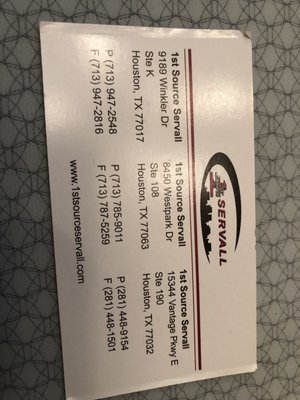 1st SERVALL
1st Source Servall
9189 Winkler Dr
Ste K
Houston, TX 77017
P (713) 947-2548
F (713) 947-2816
1st Source Servall
8450 Westpark Dr
Ste 108
Houston, TX 77063
P (713) 785-9011
F (713) 787-5259
1st Source Servall
15344 Vantage Pkwy E
Ste 190
Houston, TX 77032
P (281) 448-9154
F (281) 448-1501
www.1stsourceservall.com